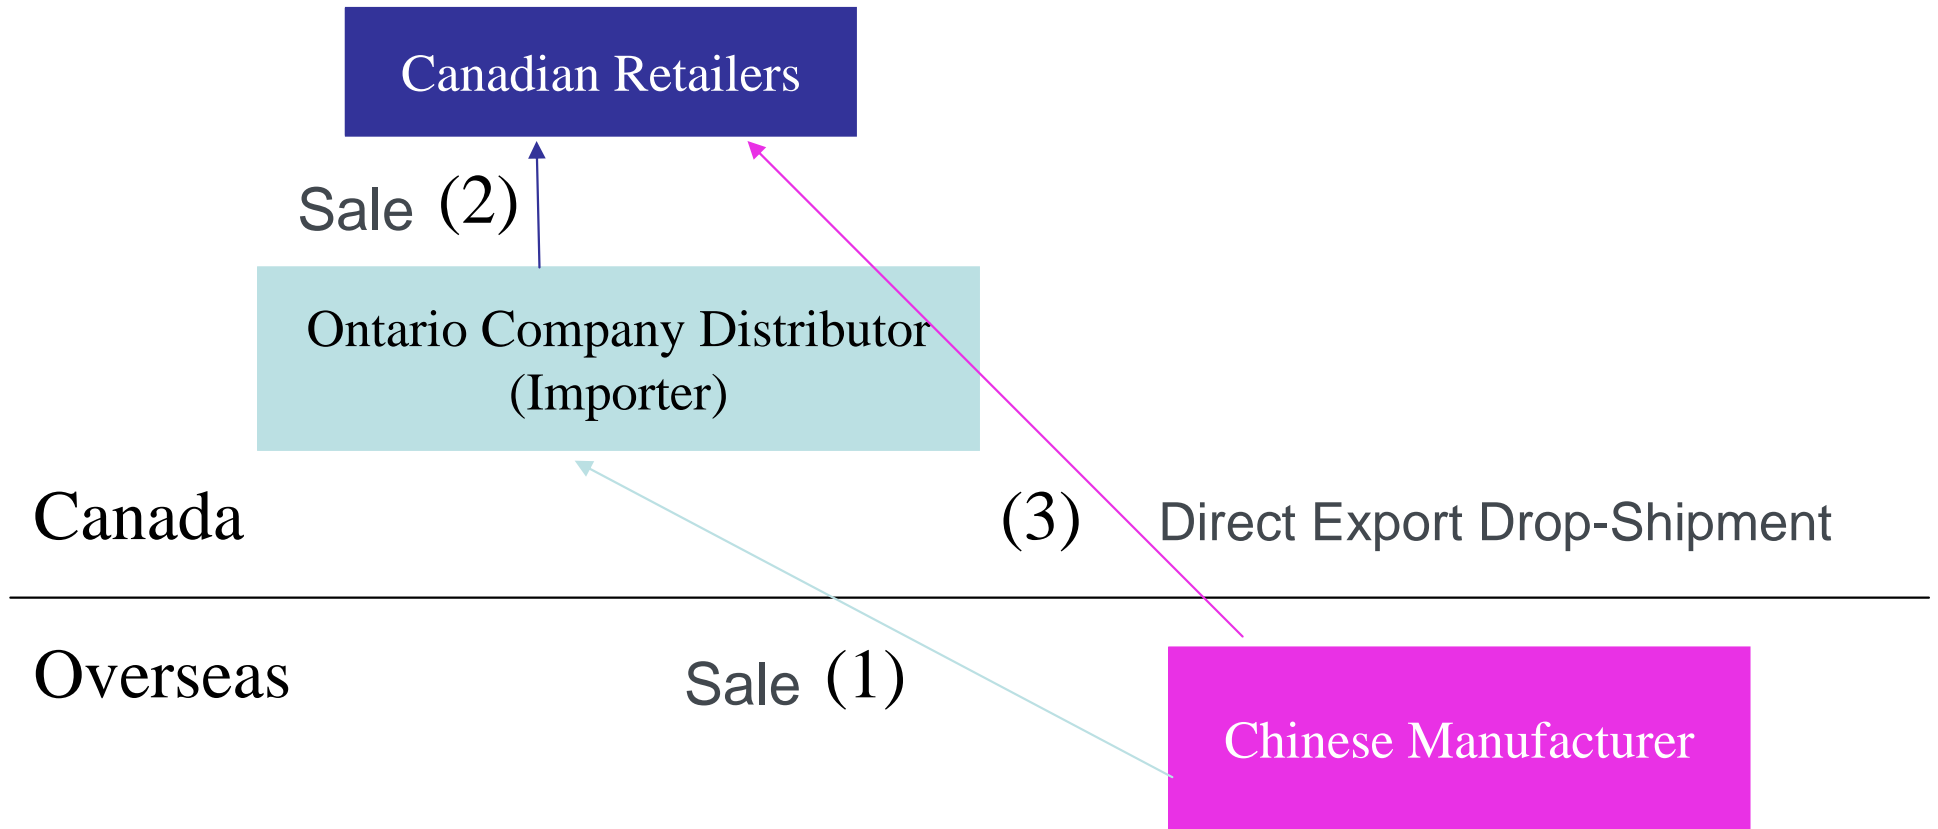 Canadian Retailers
Sale (2)
Ontario Company Distributor
(Importer)
Canada
(3) Direct Export Drop-Shipment
Overseas
Sale (1)
Chinese Manufacturer